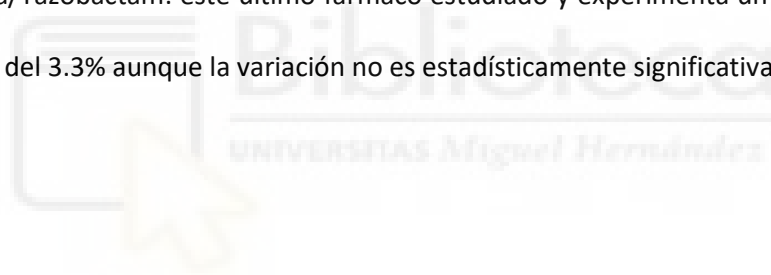 /Tazobactam: este último fármaco estudiado y experimenta un
del 3.3% aunque la variación no es estadísticamente significativa
Biblioteca
UNIVERSITAS Miguel Hernández